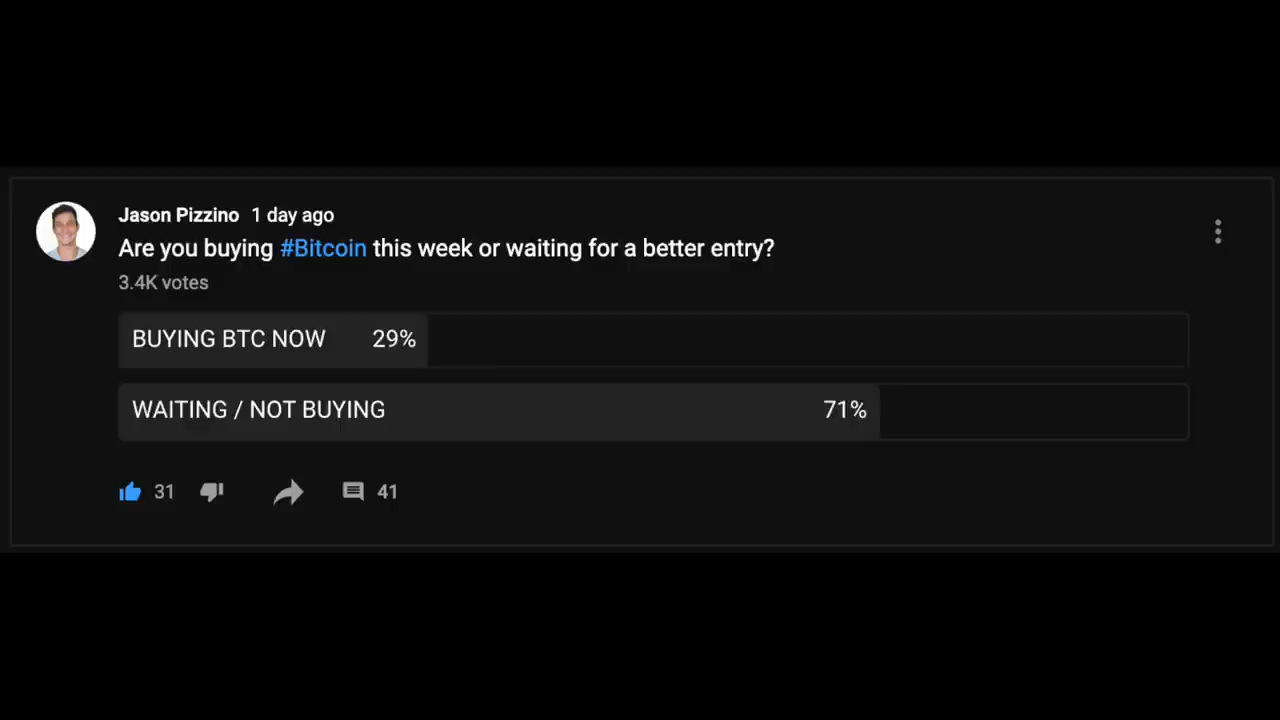 Jason Pizzino 1 day ago
Are you buying #Bitcoin this week or waiting for a better entry?
3.4K votes
BUYING BTC NOW 29%
WAITING / NOT BUYING 71%
31 41